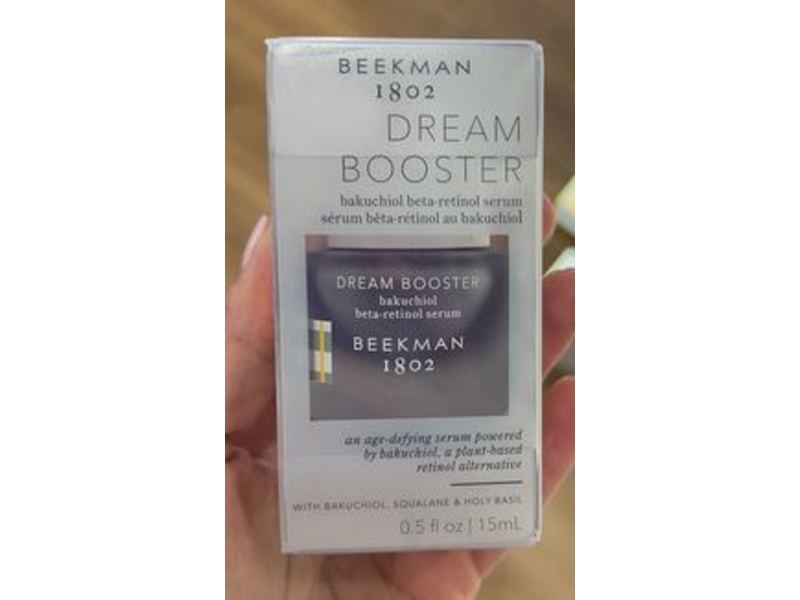 BEEKMAN
1802
DREAM
BOOSTER
bakuchiol beta-retinol serum
sérum bêta-rétinol au bakuchiol
DREAM BOOSTER
bakuchiol
beta-retinol serum
BEEKMAN
1802
an age-defying serum powered
by bakuchiol, a plant-based
retinol alternative
WITH BAKUCHIOL, SQUALANE & HOLY BASIL
0.5 fl oz | 15mL